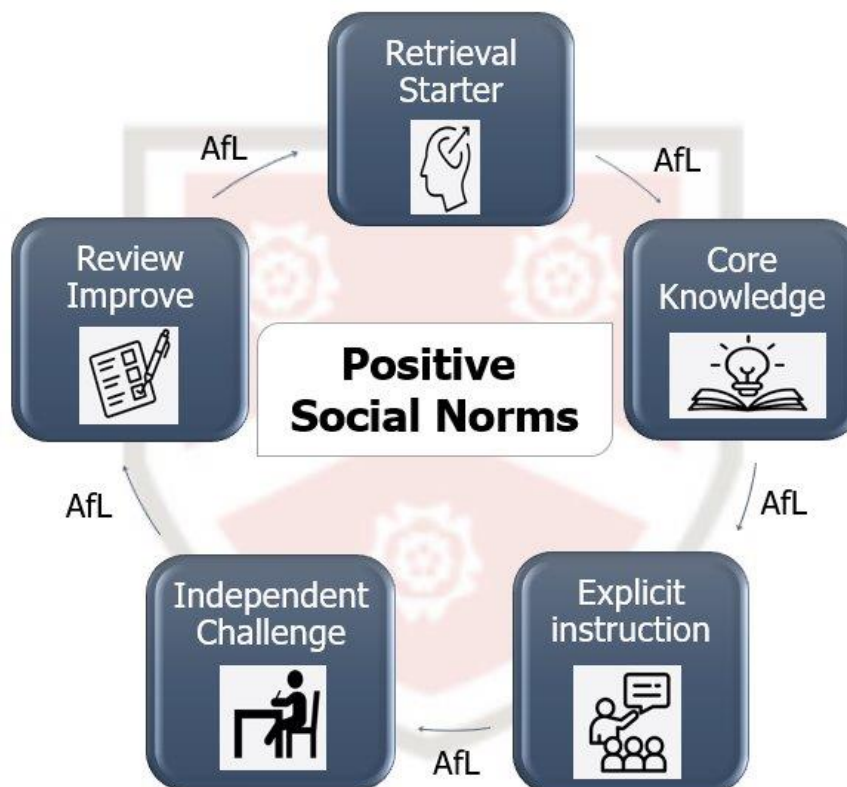 Retrieval
Starter
AfL
AfL
Review
Improve
Core
Knowledge
Positive
Social Norms
AfL
AfL
Independent
Challenge
Explicit
instruction
AfL